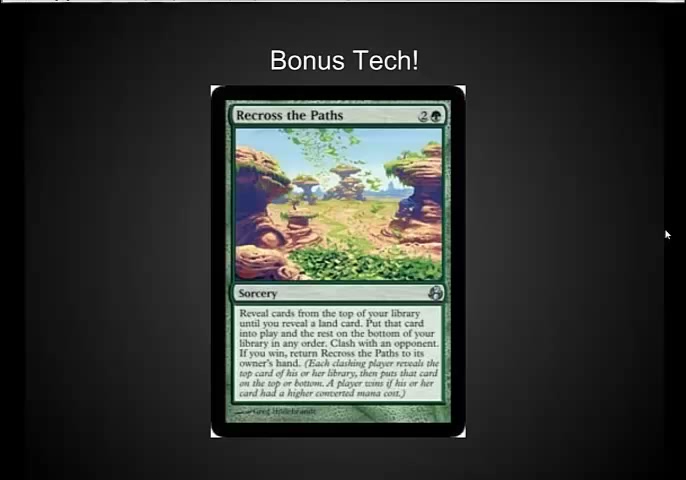 Bonus Tech!
Recross the Paths 2
Sorcery
Reveal cards from the top of your library
until you reveal a land card. Put that card
into play and the rest on the bottom of your
library in any order. Clash with an opponent.
If you win, return Recross the Paths to its
owner's hand. (Each clashing player reveals the
top card of his or her library, then puts that card
on the top or bottom. A player wins if his or her
card had a higher converted mana cost.)
Greg Hildebrandt